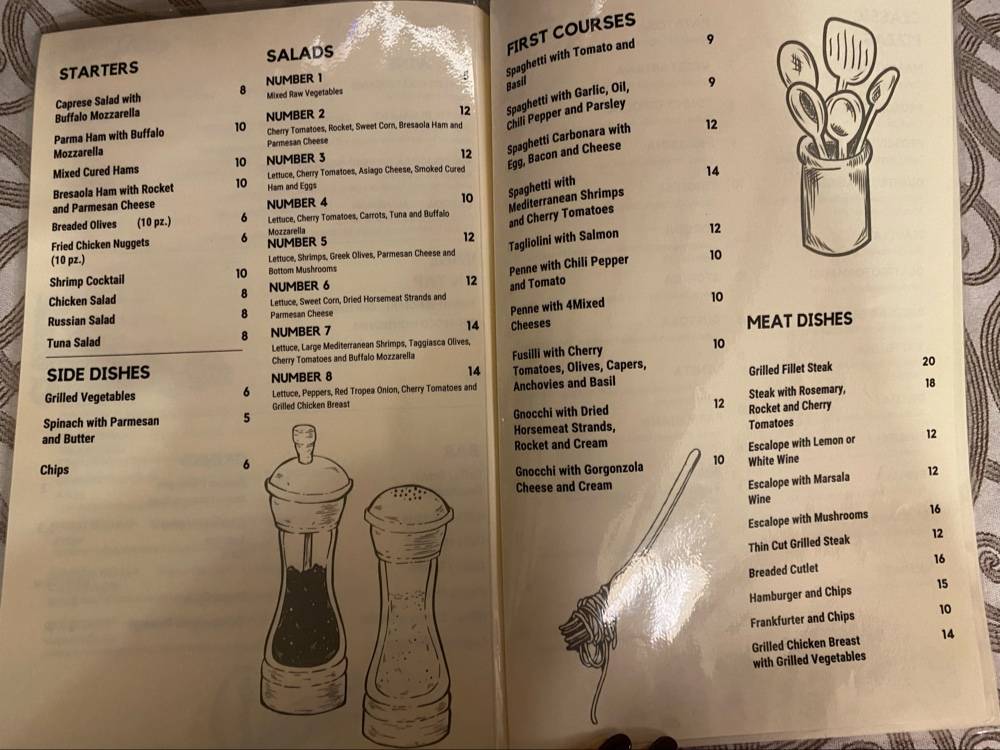 STARTERS
Caprese Salad with 8
Buffalo Mozzarella
Parma Ham with Buffalo 10
Mozzarella
Mixed Cured Hams 10
Bresaola Ham with Rocket 10
and Parmesan Cheese
Breaded Olives (10 pz.) 6
Fried Chicken Nuggets 6
(10 pz.)
Shrimp Cocktail 10
Chicken Salad 8
Russian Salad 8
Tuna Salad 8
SIDE DISHES
Grilled Vegetables 6
Spinach with Parmesan 5
and Butter
Chips 6
SALADS
NUMBER 1
Mixed Raw Vegetables
NUMBER 2 12
Cherry Tomatoes, Rocket, Sweet Corn, Bresaola Ham and
Parmesan Cheese
NUMBER 3 12
Lettuce, Cherry Tomatoes, Asiago Cheese, Smoked Cured
Ham and Eggs
NUMBER 4 10
Lettuce, Cherry Tomatoes, Carrots, Tuna and Buffalo
Mozzarella
NUMBER 5 12
Lettuce, Shrimps, Greek Olives, Parmesan Cheese and
Bottom Mushrooms
NUMBER 6 12
Lettuce, Sweet Corn, Dried Horsemeat Strands and
Parmesan Cheese
NUMBER 7 14
Lettuce, Large Mediterranean Shrimps, Taggiasca Olives,
Cherry Tomatoes and Buffalo Mozzarella
NUMBER 8 14
Lettuce, Peppers, Red Tropea Onion, Cherry Tomatoes and
Grilled Chicken Breast
FIRST COURSES
Spaghetti with Tomato and 9
Basil
Spaghetti with Garlic, Oil, 9
Chili Pepper and Parsley
Spaghetti Carbonara with 12
Egg, Bacon and Cheese
Spaghetti with 14
Mediterranean Shrimps
and Cherry Tomatoes
Tagliolini with Salmon 12
Penne with Chili Pepper 10
and Tomato
Penne with 4Mixed 10
Cheeses
Fusilli with Cherry 10
Tomatoes, Olives, Capers,
Anchovies and Basil
Gnocchi with Dried 12
Horsemeat Strands,
Rocket and Cream
Gnocchi with Gorgonzola 10
Cheese and Cream
MEAT DISHES
Grilled Fillet Steak 20
Steak with Rosemary, 18
Rocket and Cherry
Tomatoes
Escalope with Lemon or 12
White Wine
Escalope with Marsala 12
Wine
Escalope with Mushrooms 16
Thin Cut Grilled Steak 12
Breaded Cutlet 16
Hamburger and Chips 15
Frankfurter and Chips 10
Grilled Chicken Breast 14
with Grilled Vegetables